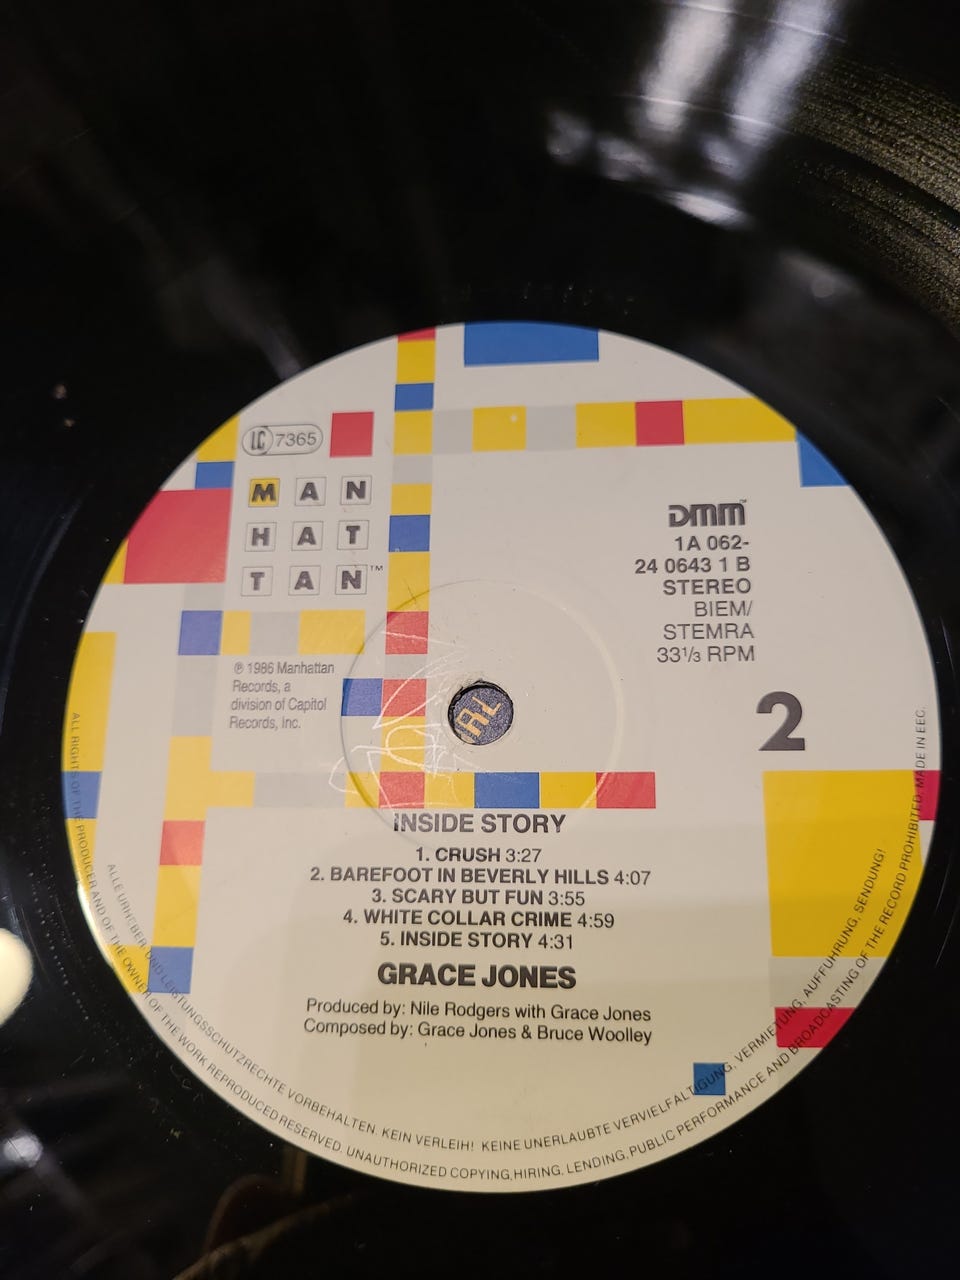 LC 7365
MAN
HAT
TAN™
DMM™
1A 062-
24 0643 1 B
STEREO
BIEM/
STEMRA
33⅓ RPM
℗ 1986 Manhattan
Records, a
division of Capitol
Records, Inc.
2
INSIDE STORY
1. CRUSH 3:27
2. BAREFOOT IN BEVERLY HILLS 4:07
3. SCARY BUT FUN 3:55
4. WHITE COLLAR CRIME 4:59
5. INSIDE STORY 4:31
GRACE JONES
Produced by: Nile Rodgers with Grace Jones
Composed by: Grace Jones & Bruce Woolley
ALLE URHEBER- UND LEISTUNGSSCHUTZRECHTE VORBEHALTEN. KEIN VERLEIH! KEINE UNERLAUBTE VERVIELFALTIGUNG, VERMIETUNG, AUFFUHRUNG, SENDUNG!
ALL RIGHTS OF THE PRODUCER AND OF THE OWNER OF THE WORK REPRODUCED RESERVED. UNAUTHORIZED COPYING, HIRING, LENDING, PUBLIC PERFORMANCE AND BROADCASTING OF THE RECORD PROHIBITED. MADE IN EEC.